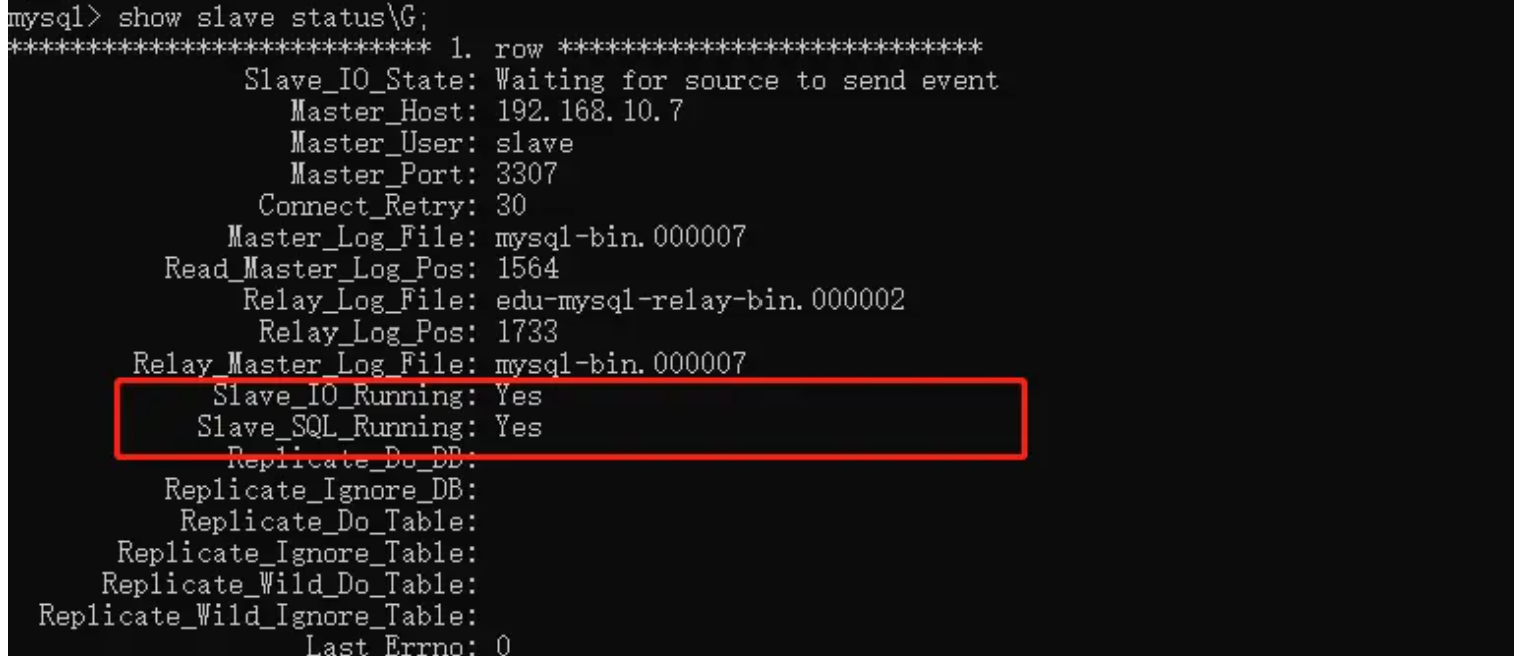 mysql> show slave status\G;
*************************** 1. row ***************************
Slave_IO_State: Waiting for source to send event
Master_Host: 192.168.10.7
Master_User: slave
Master_Port: 3307
Connect_Retry: 30
Master_Log_File: mysql-bin.000007
Read_Master_Log_Pos: 1564
Relay_Log_File: edu-mysql-relay-bin.000002
Relay_Log_Pos: 1733
Relay_Master_Log_File: mysql-bin.000007
Slave_IO_Running: Yes
Slave_SQL_Running: Yes
Replicate_Do_DB:
Replicate_Ignore_DB:
Replicate_Do_Table:
Replicate_Ignore_Table:
Replicate_Wild_Do_Table:
Replicate_Wild_Ignore_Table:
Last_Errno: 0